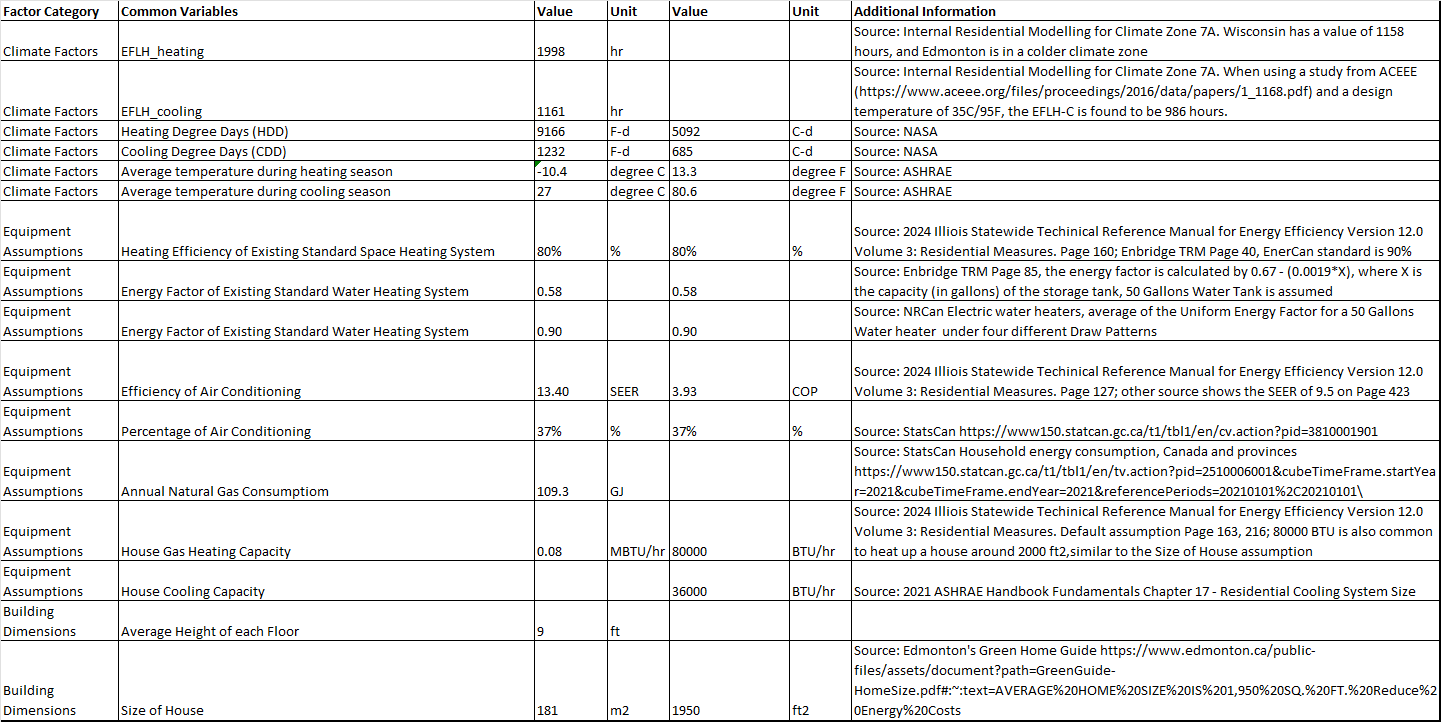 Factor Category Common Variables Value Unit Value Unit Additional Information
Source: Internal Residential Modelling for Climate Zone 7A. Wisconsin has a value of 1158
Climate Factors EFLH_heating 1998 hr hours, and Edmonton is in a colder climate zone
Source: Internal Residential Modelling for Climate Zone 7A. When using a study from ACEEE
(https://www.aceee.org/files/proceedings/2016/data/papers/1_1168.pdf) and a design
Climate Factors EFLH_cooling 1161 hr temperature of 35C/95F, the EFLH-C is found to be 986 hours.
Climate Factors Heating Degree Days (HDD) 9166 F-d 5092 C-d Source: NASA
Climate Factors Cooling Degree Days (CDD) 1232 F-d 685 C-d Source: NASA
Climate Factors Average temperature during heating season -10.4 degree C 13.3 degree F Source: ASHRAE
Climate Factors Average temperature during cooling season 27 degree C 80.6 degree F Source: ASHRAE
Equipment Source: 2024 Illiois Statewide Techinical Reference Manual for Energy Efficiency Version 12.0
Assumptions Heating Efficiency of Existing Standard Space Heating System 80% % 80% % Volume 3: Residential Measures. Page 160; Enbridge TRM Page 40, EnerCan standard is 90%
Equipment Source: Enbridge TRM Page 85, the energy factor is calculated by 0.67 - (0.0019*X), where X is
Assumptions Energy Factor of Existing Standard Water Heating System 0.58 0.58 the capacity (in gallons) of the storage tank, 50 Gallons Water Tank is assumed
Equipment Source: NRCan Electric water heaters, average of the Uniform Energy Factor for a 50 Gallons
Assumptions Energy Factor of Existing Standard Water Heating System 0.90 0.90 Water heater under four different Draw Patterns
Equipment Source: 2024 Illiois Statewide Techinical Reference Manual for Energy Efficiency Version 12.0
Assumptions Efficiency of Air Conditioning 13.40 SEER 3.93 COP Volume 3: Residential Measures. Page 127; other source shows the SEER of 9.5 on Page 423
Equipment
Assumptions Percentage of Air Conditioning 37% % 37% % Source: StatsCan https://www150.statcan.gc.ca/t1/tbl1/en/cv.action?pid=3810001901
Source: StatsCan Household energy consumption, Canada and provinces
Equipment https://www150.statcan.gc.ca/t1/tbl1/en/tv.action?pid=2510006001&cubeTimeFrame.startYea
Assumptions Annual Natural Gas Consumptiom 109.3 GJ r=2021&cubeTimeFrame.endYear=2021&referencePeriods=20210101%2C20210101\
Source: 2024 Illiois Statewide Techinical Reference Manual for Energy Efficiency Version 12.0
Equipment Volume 3: Residential Measures. Default assumption Page 163, 216; 80000 BTU is also common
Assumptions House Gas Heating Capacity 0.08 MBTU/hr 80000 BTU/hr to heat up a house around 2000 ft2,similar to the Size of House assumption
Equipment
Assumptions House Cooling Capacity 36000 BTU/hr Source: 2021 ASHRAE Handbook Fundamentals Chapter 17 - Residential Cooling System Size
Building
Dimensions Average Height of each Floor 9 ft
Source: Edmonton's Green Home Guide https://www.edmonton.ca/public-
files/assets/document?path=GreenGuide-
Building HomeSize.pdf#:~:text=AVERAGE%20HOME%20SIZE%20IS%201,950%20SQ.%20FT.%20Reduce%2
Dimensions Size of House 181 m2 1950 ft2 0Energy%20Costs